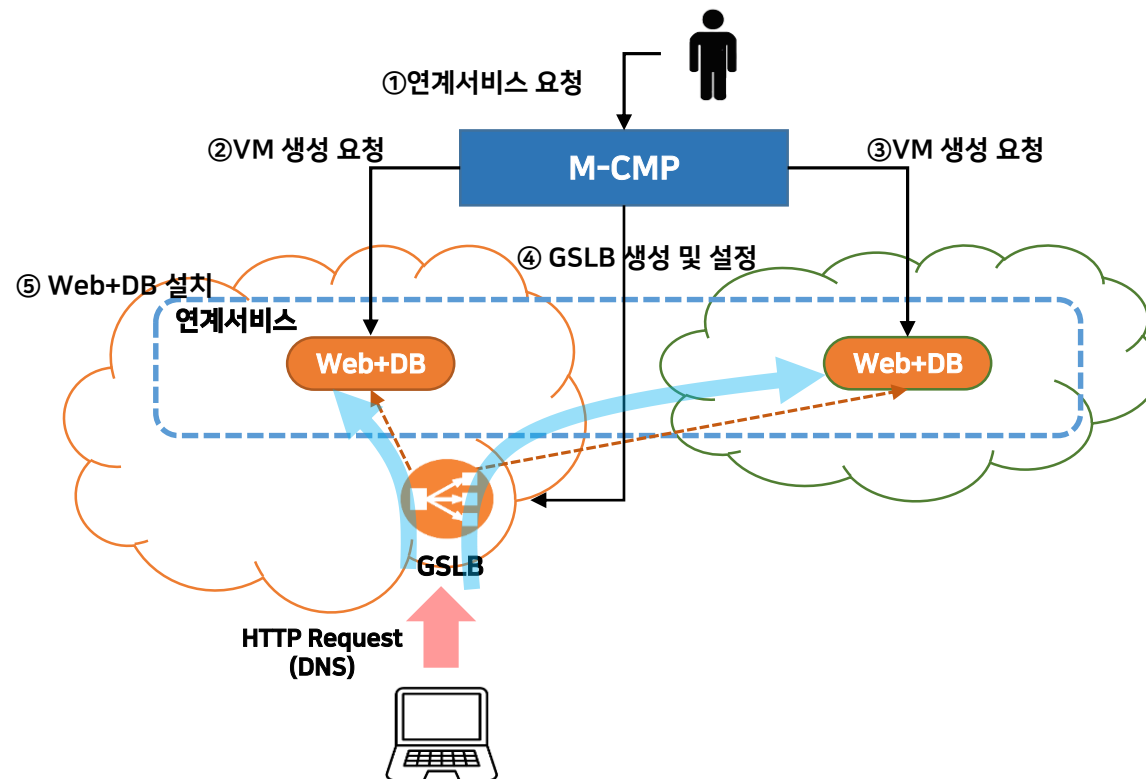 ①연계서비스 요청
②VM 생성 요청
M-CMP
③VM 생성 요청
④ GSLB 생성 및 설정
⑤ Web+DB 설치
연계서비스
Web+DB
Web+DB
GSLB
HTTP Request
(DNS)